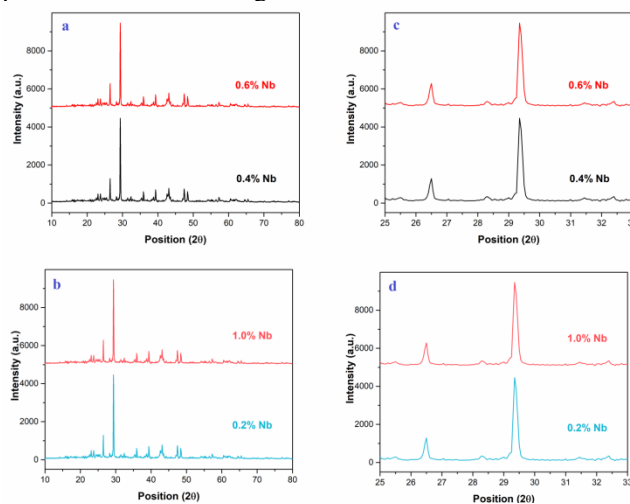 a
0.6% Nb
0.4% Nb
Intensity (a.u.)
8000
6000
4000
2000
0
10 20 30 40 50 60 70 80
Position (2θ)
c
0.6% Nb
0.4% Nb
Intensity (a.u.)
8000
6000
4000
2000
0
25 26 27 28 29 30 31 32 33
Position (2θ)
b
1.0% Nb
0.2% Nb
Intensity (a.u.)
8000
6000
4000
2000
0
10 20 30 40 50 60 70 80
Position (2θ)
d
1.0% Nb
0.2% Nb
Intensity (a.u.)
8000
6000
4000
2000
0
25 26 27 28 29 30 31 32 33
Position (2θ)